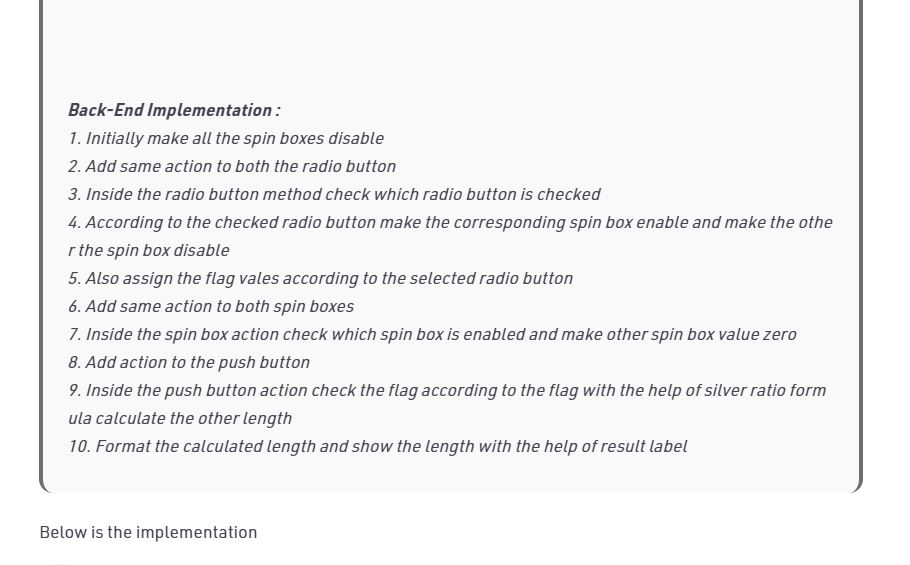 Back-End Implementation :
1. Initially make all the spin boxes disable
2. Add same action to both the radio button
3. Inside the radio button method check which radio button is checked
4. According to the checked radio button make the corresponding spin box enable and make the othe
r the spin box disable
5. Also assign the flag vales according to the selected radio button
6. Add same action to both spin boxes
7. Inside the spin box action check which spin box is enabled and make other spin box value zero
8. Add action to the push button
9. Inside the push button action check the flag according to the flag with the help of silver ratio form
ula calculate the other length
10. Format the calculated length and show the length with the help of result label
Below is the implementation